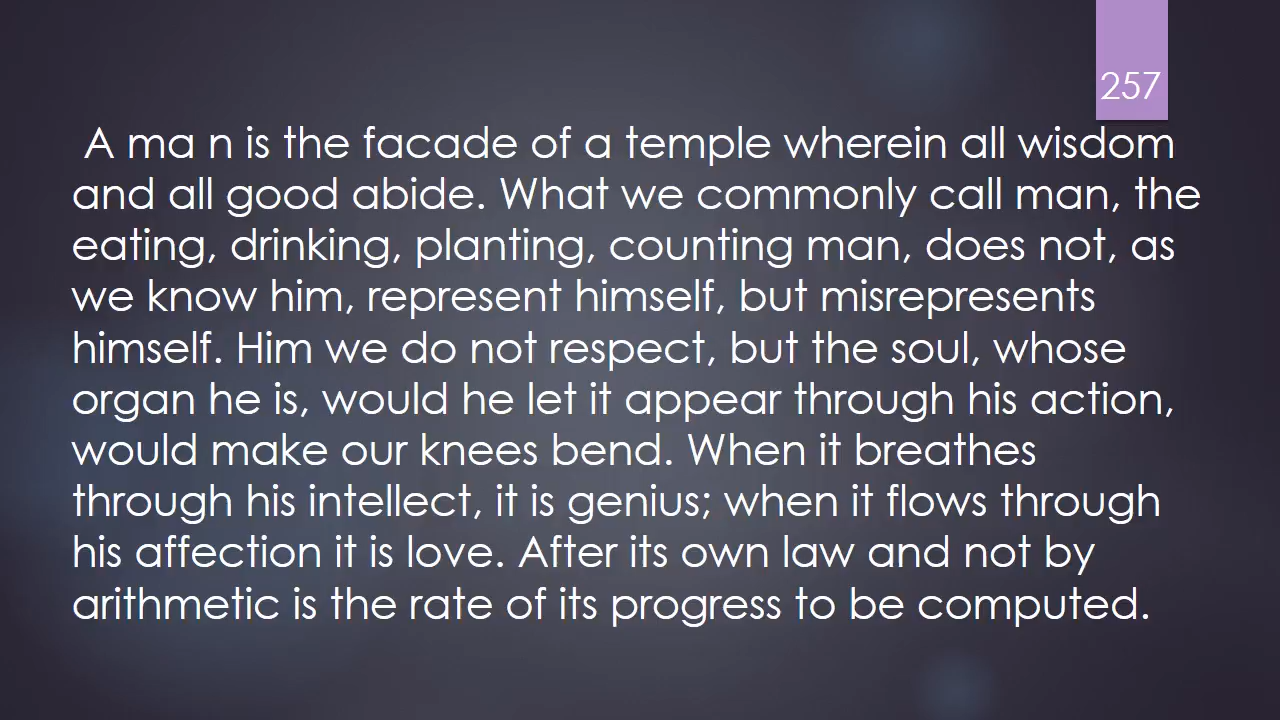 257
A ma n is the facade of a temple wherein all wisdom
and all good abide. What we commonly call man, the
eating, drinking, planting, counting man, does not, as
we know him, represent himself, but misrepresents
himself. Him we do not respect, but the soul, whose
organ he is, would he let it appear through his action,
would make our knees bend. When it breathes
through his intellect, it is genius; when it flows through
his affection it is love. After its own law and not by
arithmetic is the rate of its progress to be computed.